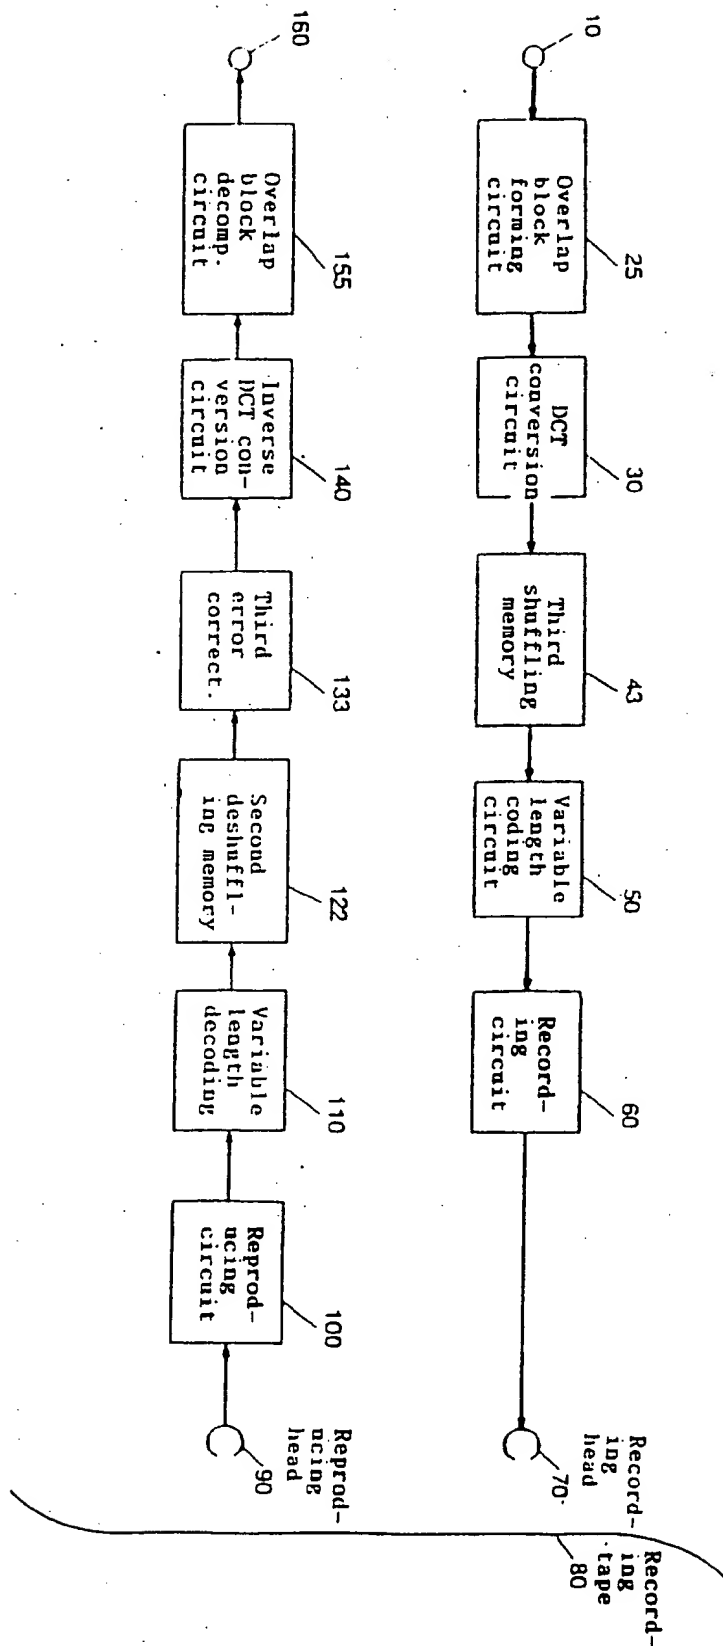 10
Overlap
block
forming
circuit
25
DCT
conversion
circuit
30
Third
shuffling
memory
43
Variable
length
coding
circuit
50
Record-
ing
circuit
60
Record-
ing
head
70
Record-
ing
tape
80
160
Overlap
block
decomp.
circuit
155
Inverse
DCT con-
version
circuit
140
Third
error
correct.
133
Second
deshuffl-
ing memory
122
Variable
length
decoding
110
Reprod-
ucing
circuit
100
Reprod-
ucing
head
90